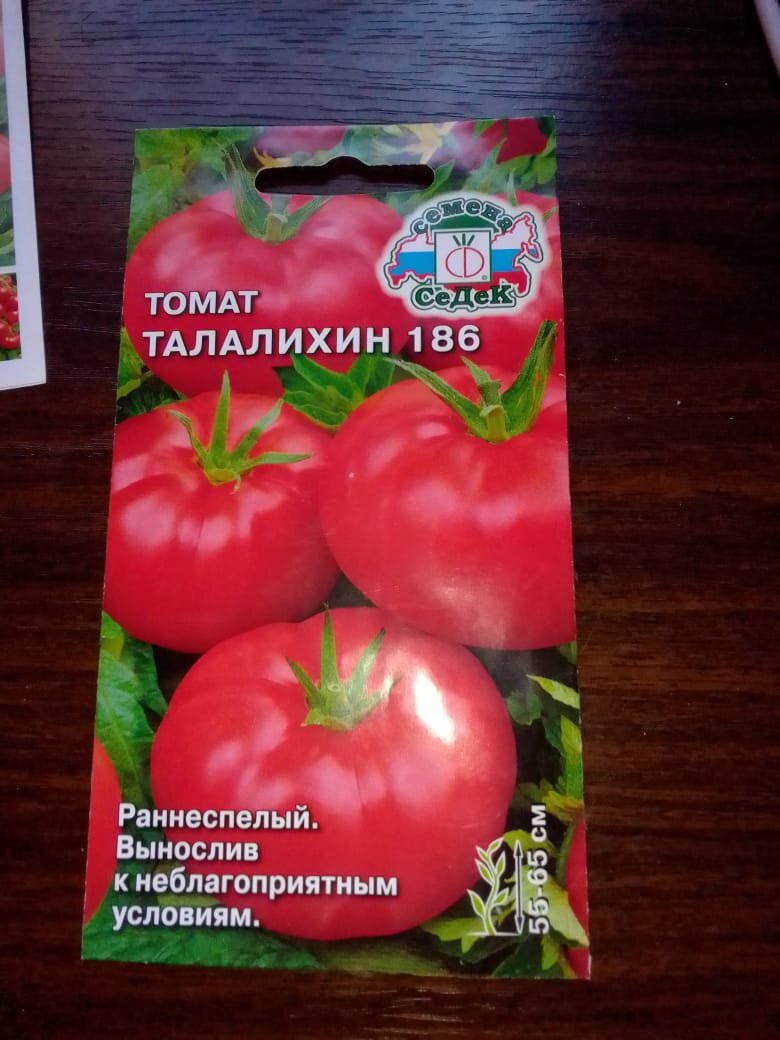 семена
СеДеК
ТОМАТ
ТАЛАЛИХИН 186
Раннеспелый.
Вынослив
к неблагоприятным
условиям.
55-65 см